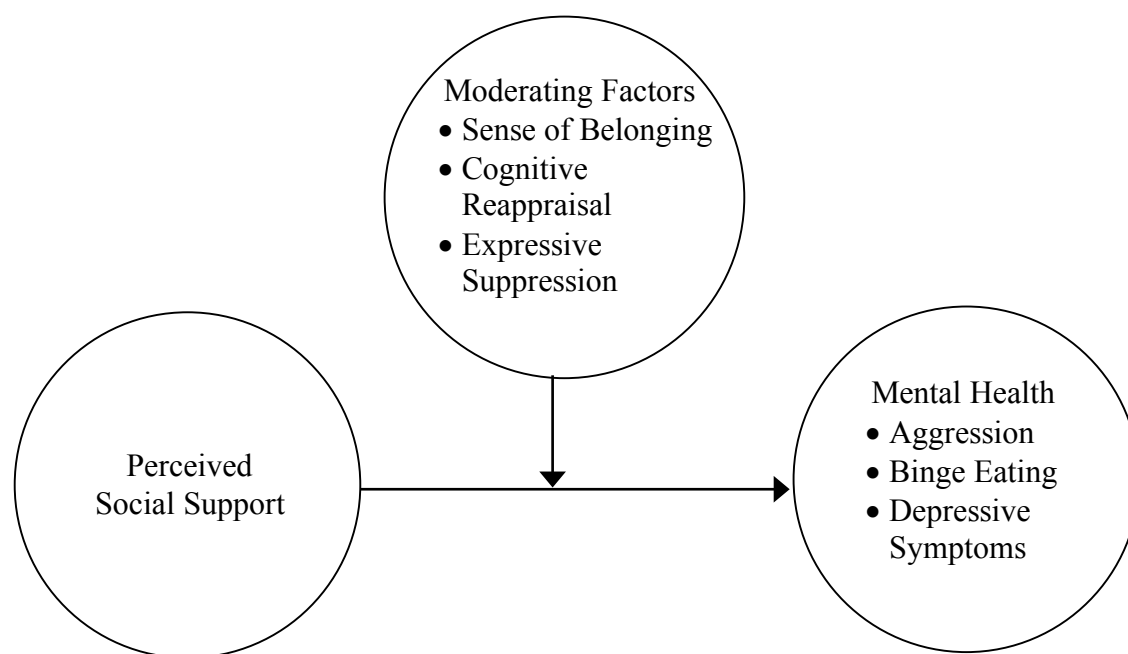 Moderating Factors
• Sense of Belonging
• Cognitive
Reappraisal
• Expressive
Suppression
Perceived
Social Support
Mental Health
• Aggression
• Binge Eating
• Depressive
Symptoms